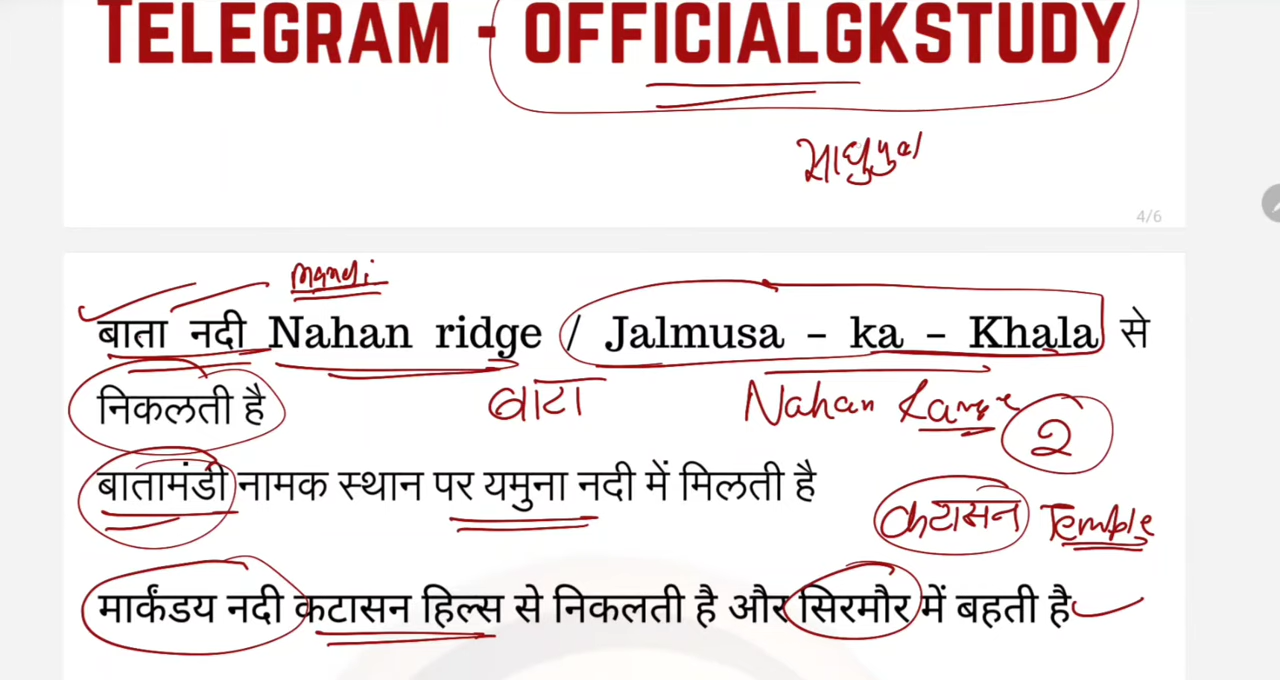 TELEGRAM - OFFICIALGKSTUDY
साधुपुल
4/6
Mandi
बाता नदी Nahan ridge / Jalmusa - ka - Khala से
निकलती है
बाटा
Nahan Range
2
बातामंडी नामक स्थान पर यमुना नदी में मिलती है
कटासन Temple
मार्कंडय नदी कटासन हिल्स से निकलती है और सिरमौर में बहती है